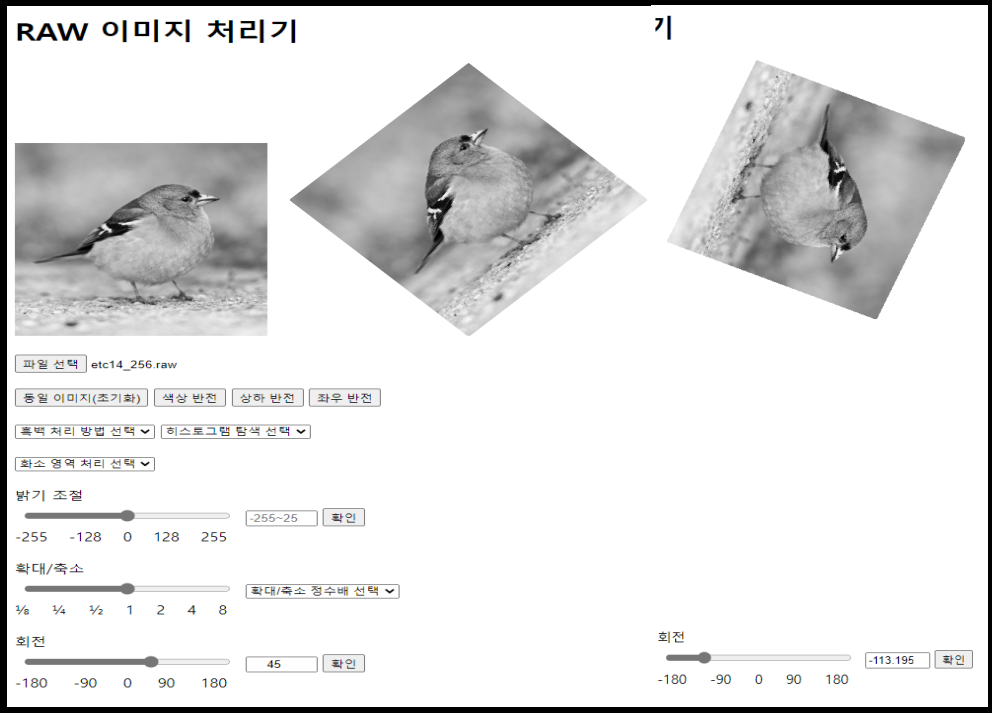 RAW 이미지 처리기
기
파일 선택 etc14_256.raw
동일 이미지(초기화) 색상 반전 상하 반전 좌우 반전
흑백 처리 방법 선택 히스토그램 탐색 선택
화소 영역 처리 선택
밝기 조절
-255~25 확인
-255 -128 0 128 255
확대/축소
확대/축소 정수배 선택
⅛ ¼ ½ 1 2 4 8
회전
45 확인
-180 -90 0 90 180
회전
-113.195 확인
-180 -90 0 90 180